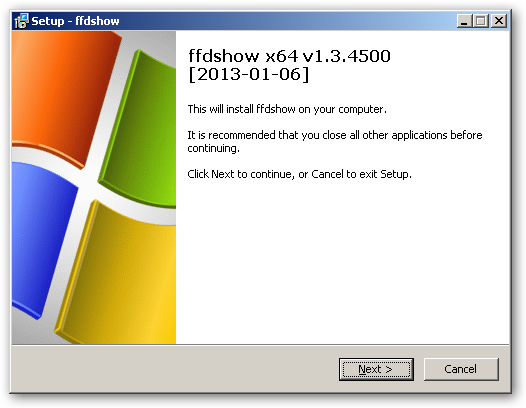 Setup - ffdshow
ffdshow x64 v1.3.4500
[2013-01-06]
This will install ffdshow on your computer.
It is recommended that you close all other applications before
continuing.
Click Next to continue, or Cancel to exit Setup.
Next >
Cancel